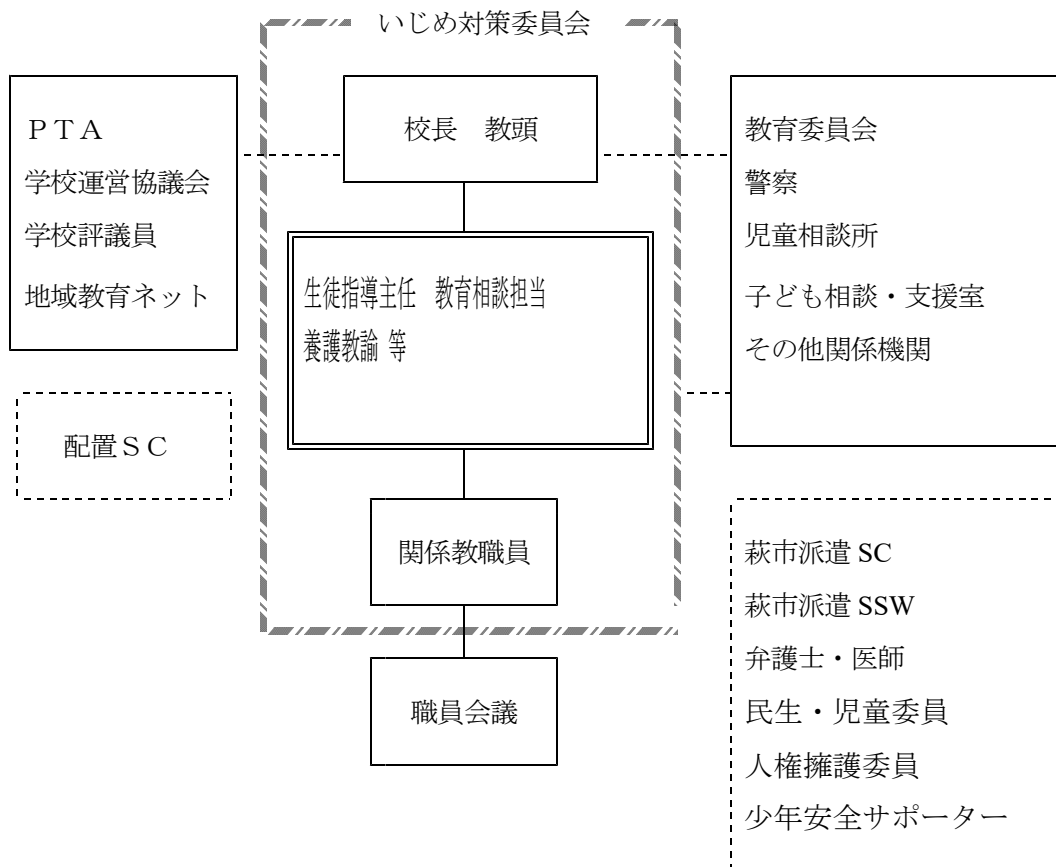 いじめ対策委員会
ＰＴＡ
学校運営協議会
学校評議員
地域教育ネット
配置ＳＣ
校長　教頭
生徒指導主任　教育相談担当
養護教諭 等
関係教職員
職員会議
教育委員会
警察
児童相談所
子ども相談・支援室
その他関係機関
萩市派遣 SC
萩市派遣 SSW
弁護士・医師
民生・児童委員
人権擁護委員
少年安全サポーター